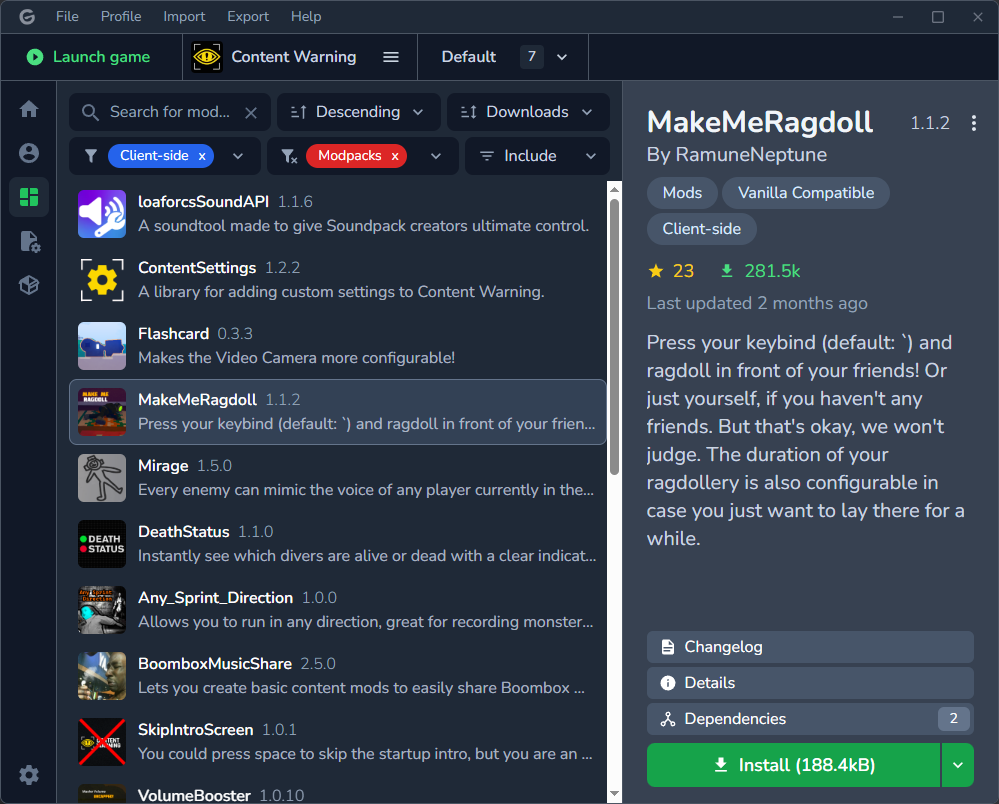 File Profile Import Export Help
Launch game Content Warning Default 7
Search for mod... Descending Downloads
Client-side x Modpacks x Include
loaforcsSoundAPI 1.1.6
A soundtool made to give Soundpack creators ultimate control.
ContentSettings 1.2.2
A library for adding custom settings to Content Warning.
Flashcard 0.3.3
Makes the Video Camera more configurable!
MAKE ME
RAGDOLL
MakeMeRagdoll 1.1.2
Press your keybind (default: `) and ragdoll in front of your frien...
Mirage 1.5.0
Every enemy can mimic the voice of any player currently in the...
DEATH
STATUS
DeathStatus 1.1.0
Instantly see which divers are alive or dead with a clear indicat...
Any Sprint
Direction
Any_Sprint_Direction 1.0.0
Allows you to run in any direction, great for recording monster...
BoomboxMusicShare 2.5.0
Lets you create basic content mods to easily share Boombox ...
SkipIntroScreen 1.0.1
You could press space to skip the startup intro, but you are an ...
VolumeBooster 1.0.10
MakeMeRagdoll 1.1.2
By RamuneNeptune
Mods Vanilla Compatible
Client-side
23 281.5k
Last updated 2 months ago
Press your keybind (default: `) and
ragdoll in front of your friends! Or
just yourself, if you haven't any
friends. But that's okay, we won't
judge. The duration of your
ragdollery is also configurable in
case you just want to lay there for a
while.
Changelog
Details
Dependencies 2
Install (188.4kB)